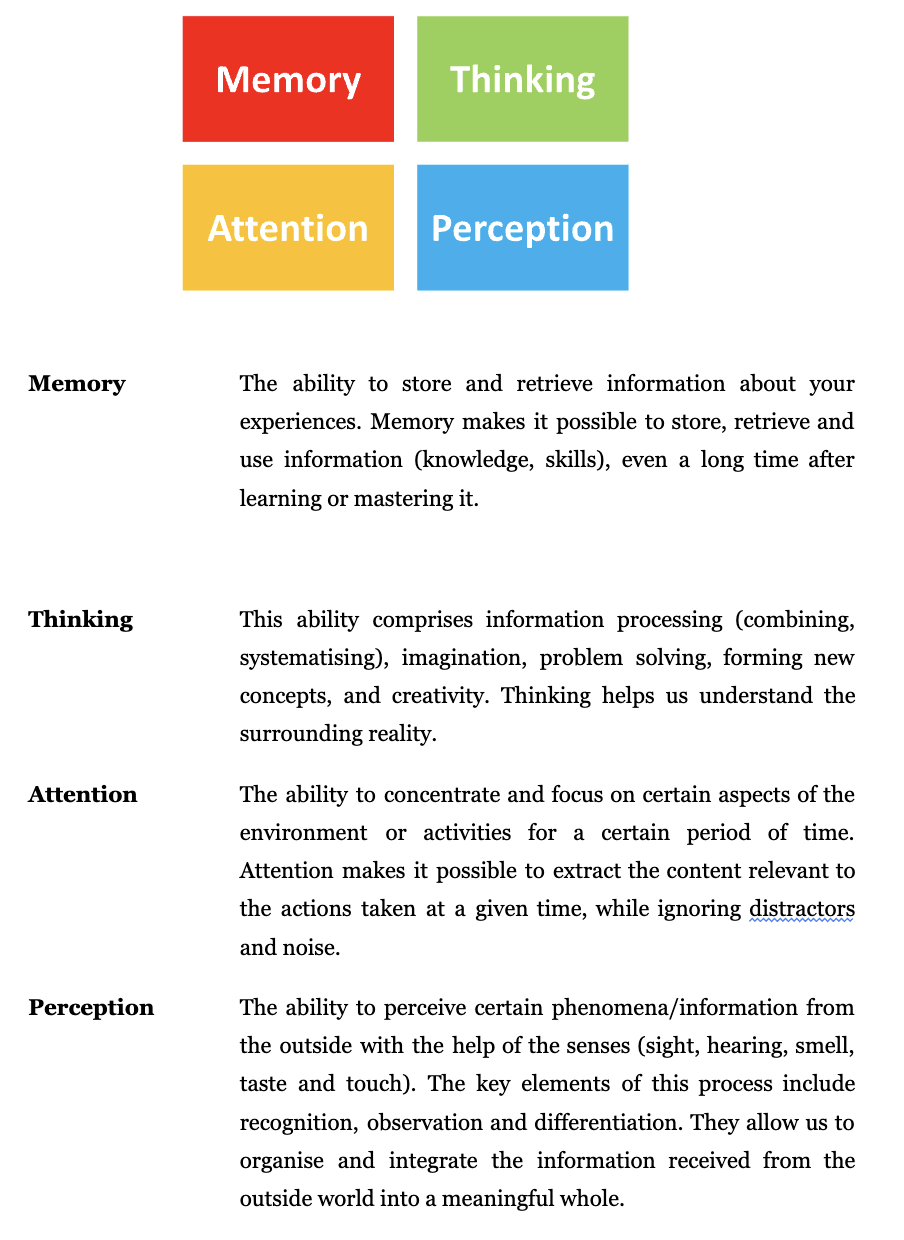 Memory
Thinking
Attention
Perception
Memory
The ability to store and retrieve information about your
experiences. Memory makes it possible to store, retrieve and
use information (knowledge, skills), even a long time after
learning or mastering it.
Thinking
This ability comprises information processing (combining,
systematising), imagination, problem solving, forming new
concepts, and creativity. Thinking helps us understand the
surrounding reality.
Attention
The ability to concentrate and focus on certain aspects of the
environment or activities for a certain period of time.
Attention makes it possible to extract the content relevant to
the actions taken at a given time, while ignoring distractors
and noise.
Perception
The ability to perceive certain phenomena/information from
the outside with the help of the senses (sight, hearing, smell,
taste and touch). The key elements of this process include
recognition, observation and differentiation. They allow us to
organise and integrate the information received from the
outside world into a meaningful whole.